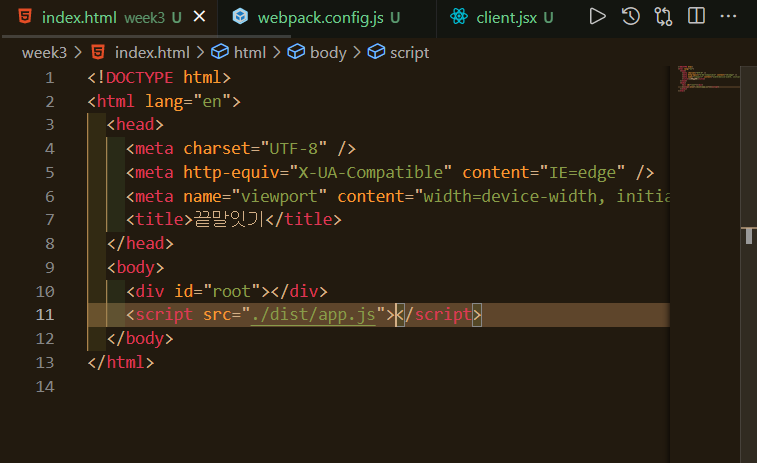 index.html week3 U webpack.config.js U client.jsx U
week3 > index.html > html > body > script
1 <!DOCTYPE html>
2 <html lang="en">
3 <head>
4 <meta charset="UTF-8" />
5 <meta http-equiv="X-UA-Compatible" content="IE=edge" />
6 <meta name="viewport" content="width=device-width, initia
7 <title>끝말잇기</title>
8 </head>
9 <body>
10 <div id="root"></div>
11 <script src="./dist/app.js"></script>
12 </body>
13 </html>
14